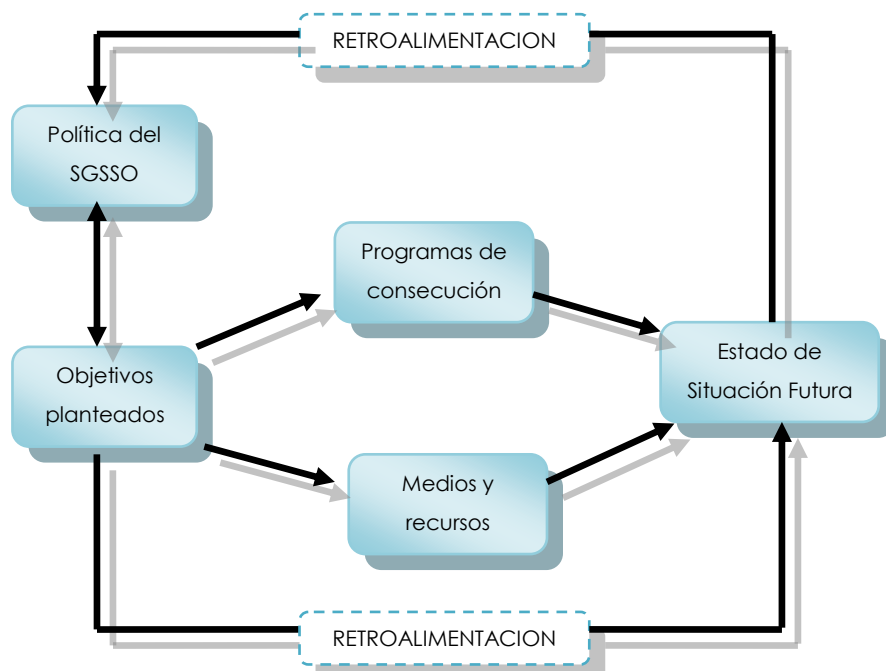 RETROALIMENTACION
Política del
SGSSO
Programas de
consecución
Objetivos
planteados
Estado de
Situación Futura
Medios y
recursos
RETROALIMENTACION